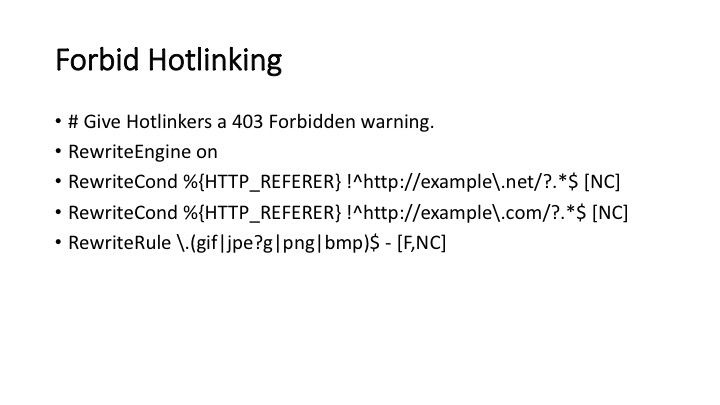 Forbid Hotlinking
• # Give Hotlinkers a 403 Forbidden warning.
• RewriteEngine on
• RewriteCond %{HTTP_REFERER} !^http://example\.net/?.*$ [NC]
• RewriteCond %{HTTP_REFERER} !^http://example\.com/?.*$ [NC]
• RewriteRule \.(gif|jpe?g|png|bmp)$ - [F,NC]